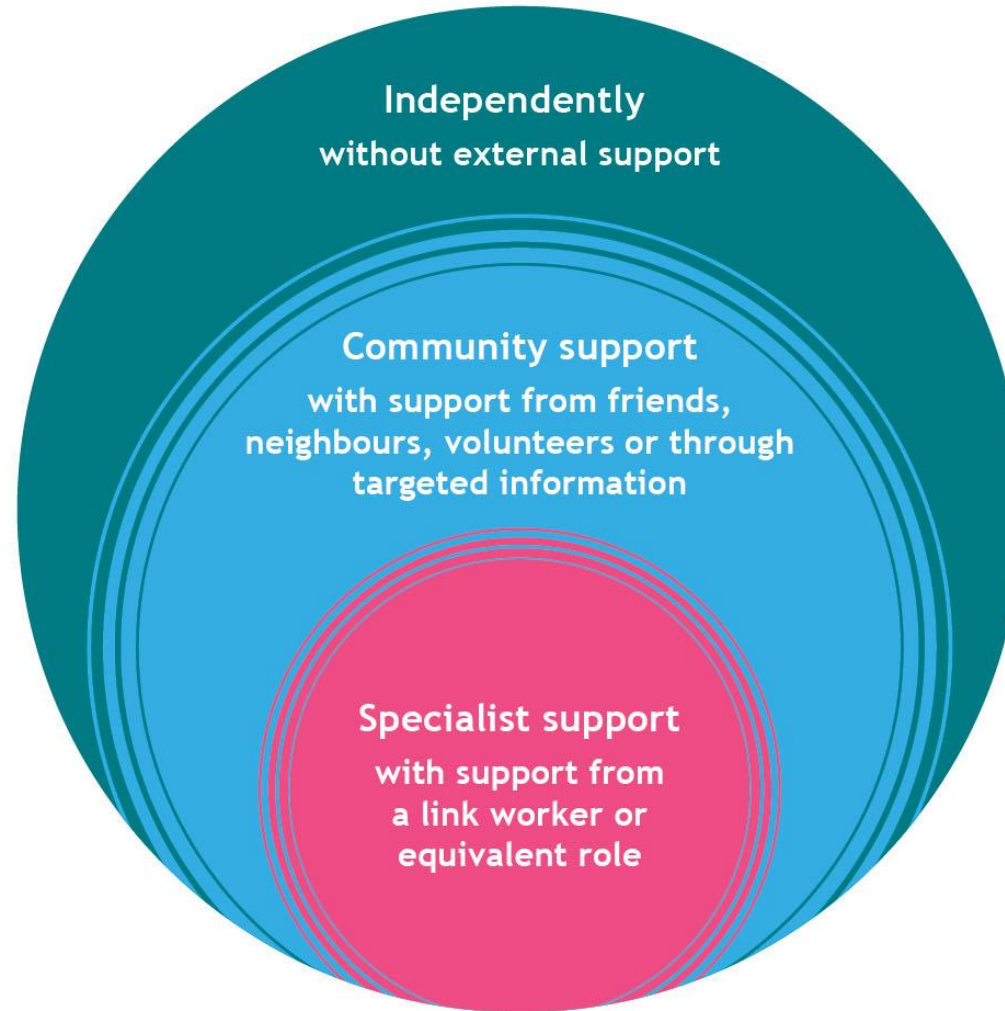 Independently
without external support
Community support
with support from friends,
neighbours, volunteers or through
targeted information
Specialist support
with support from
a link worker or
equivalent role